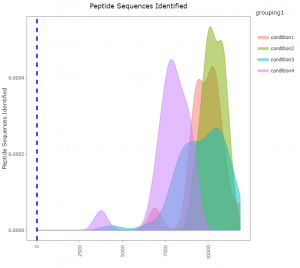 Peptide Sequences Identified
grouping1
condition1
condition2
condition3
condition4
Peptide Sequences Identified
0.0004
0.0002
0.0000
0
2500
5000
7500
10000